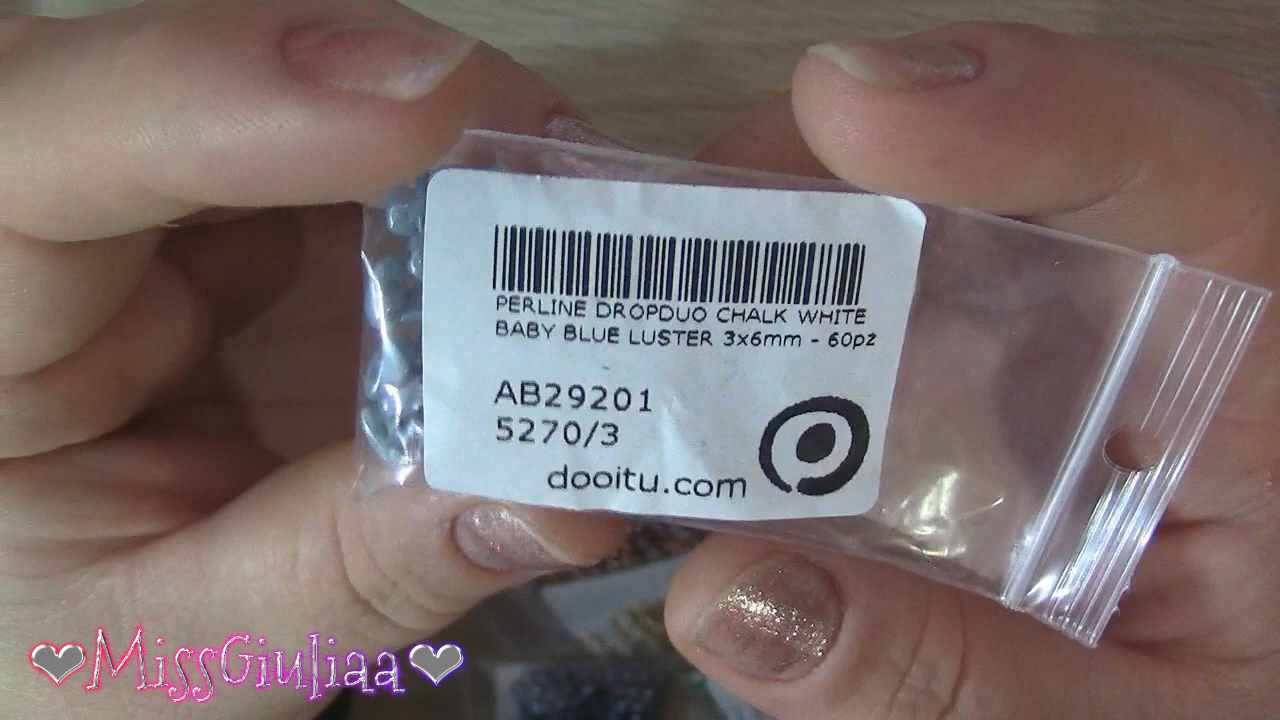 PERLINE DROPDUO CHALK WHITE
BABY BLUE LUSTER 3x6mm - 60pz
AB29201
5270/3
dooitu.com
❤MissGiuliaa❤